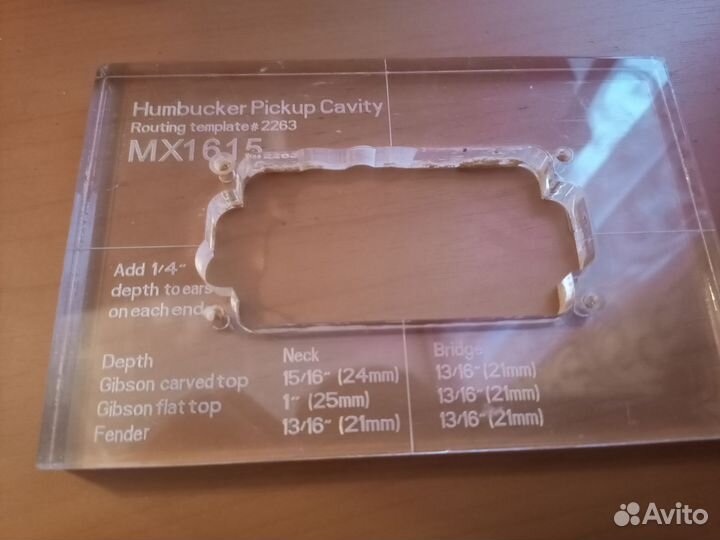 Humbucker Pickup Cavity
Routing template # 2263
MX1615
Add 1/4"
depth to ears
on each end
Depth Neck Bridge
Gibson carved top 15/16" (24mm) 13/16" (21mm)
Gibson flat top 1" (25mm) 13/16" (21mm)
Fender 13/16" (21mm) 13/16" (21mm)
Avito